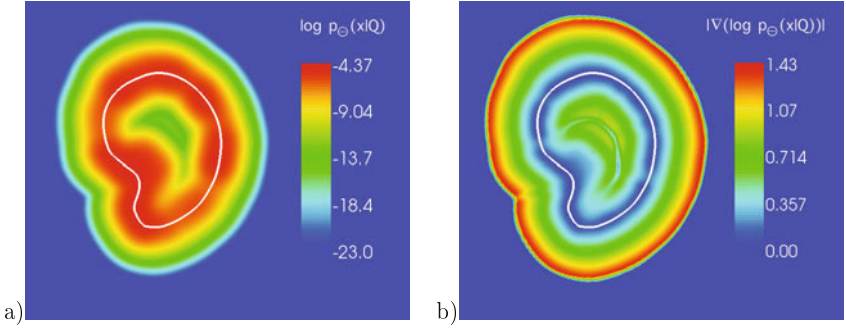 log p_Θ(x|Q)
-4.37
-9.04
-13.7
-18.4
-23.0
a)
|∇(log p_Θ(x|Q))|
1.43
1.07
0.714
0.357
0.00
b)